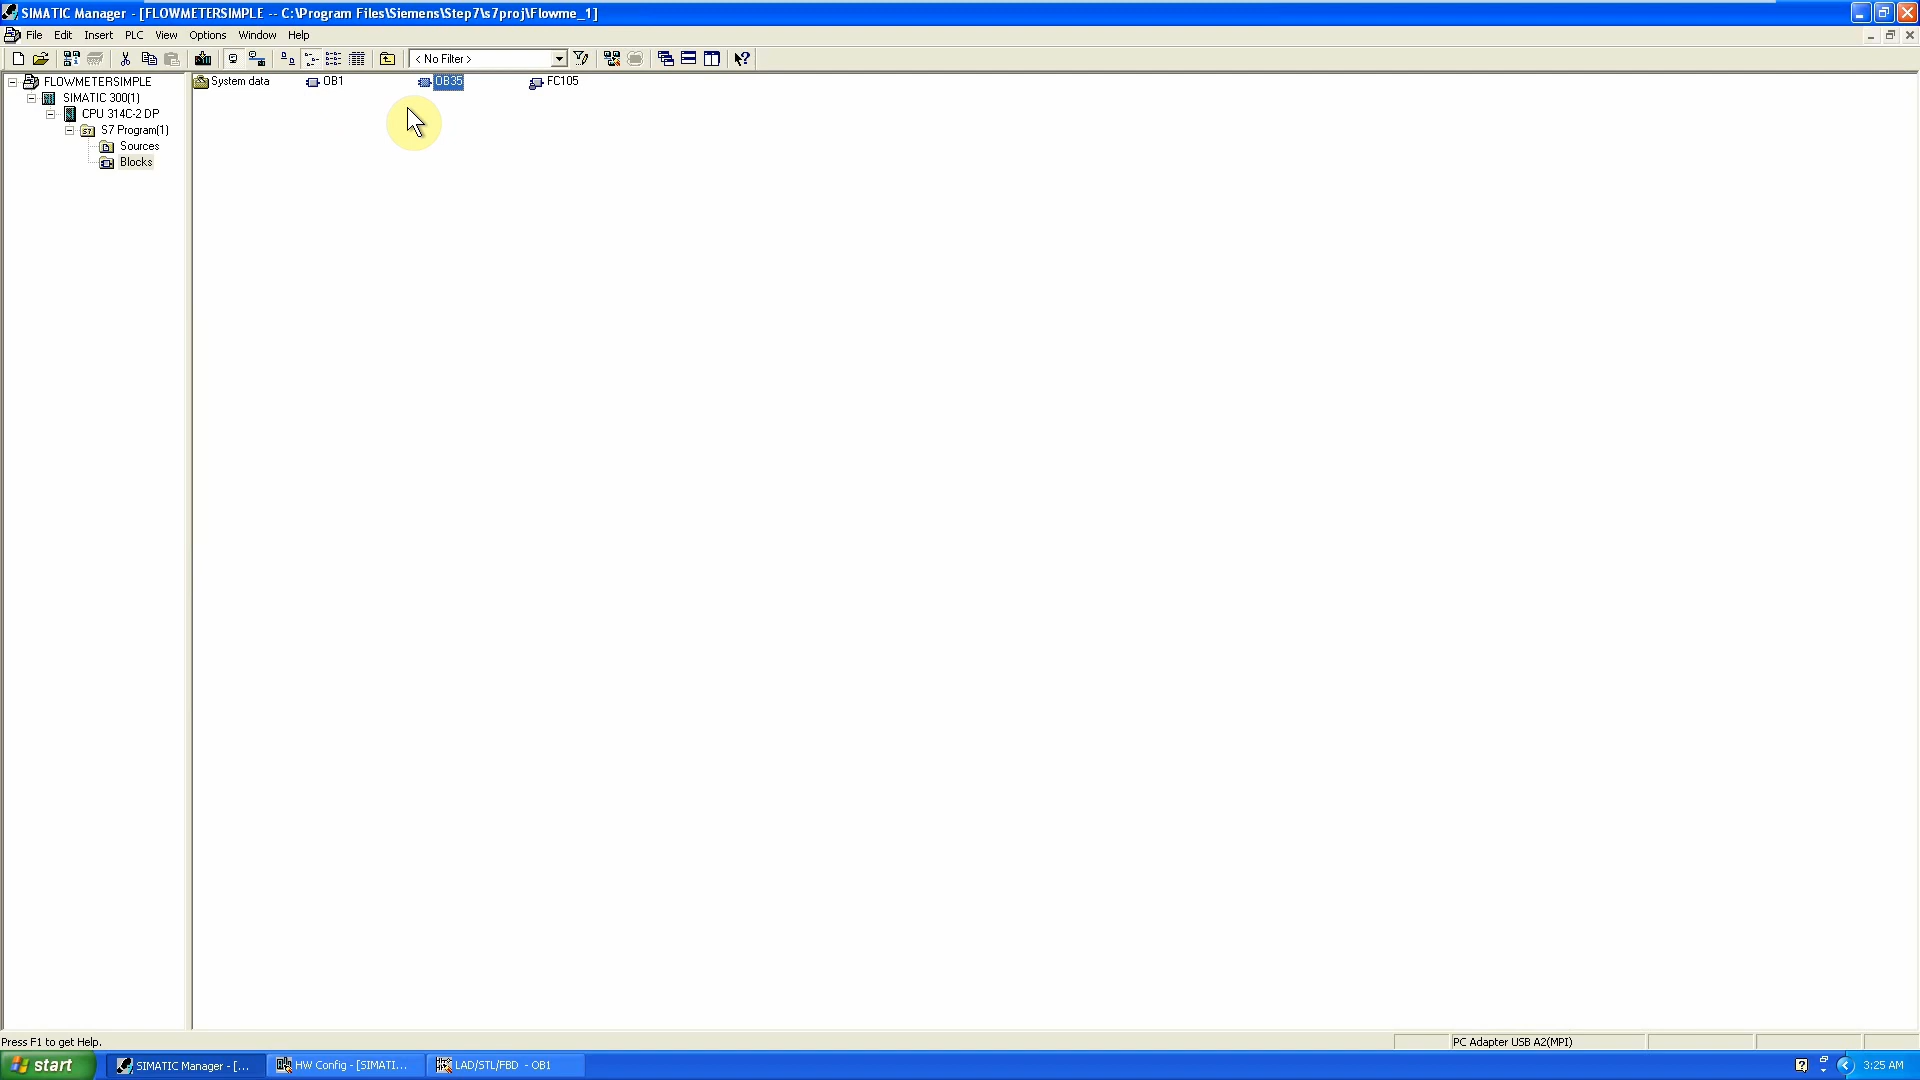 SIMATIC Manager - [FLOWMETERSIMPLE -- C:\Program Files\Siemens\Step7\s7proj\Flowme_1]
File Edit Insert PLC View Options Window Help
< No Filter >
FLOWMETERSIMPLE
SIMATIC 300(1)
CPU 314C-2 DP
S7 Program(1)
Sources
Blocks
System data OB1 OB35 FC105
Press F1 to get Help.
PC Adapter USB A2(MPI)
start SIMATIC Manager - [... HW Config - [SIMATI... LAD/STL/FBD - OB1 3:25 AM